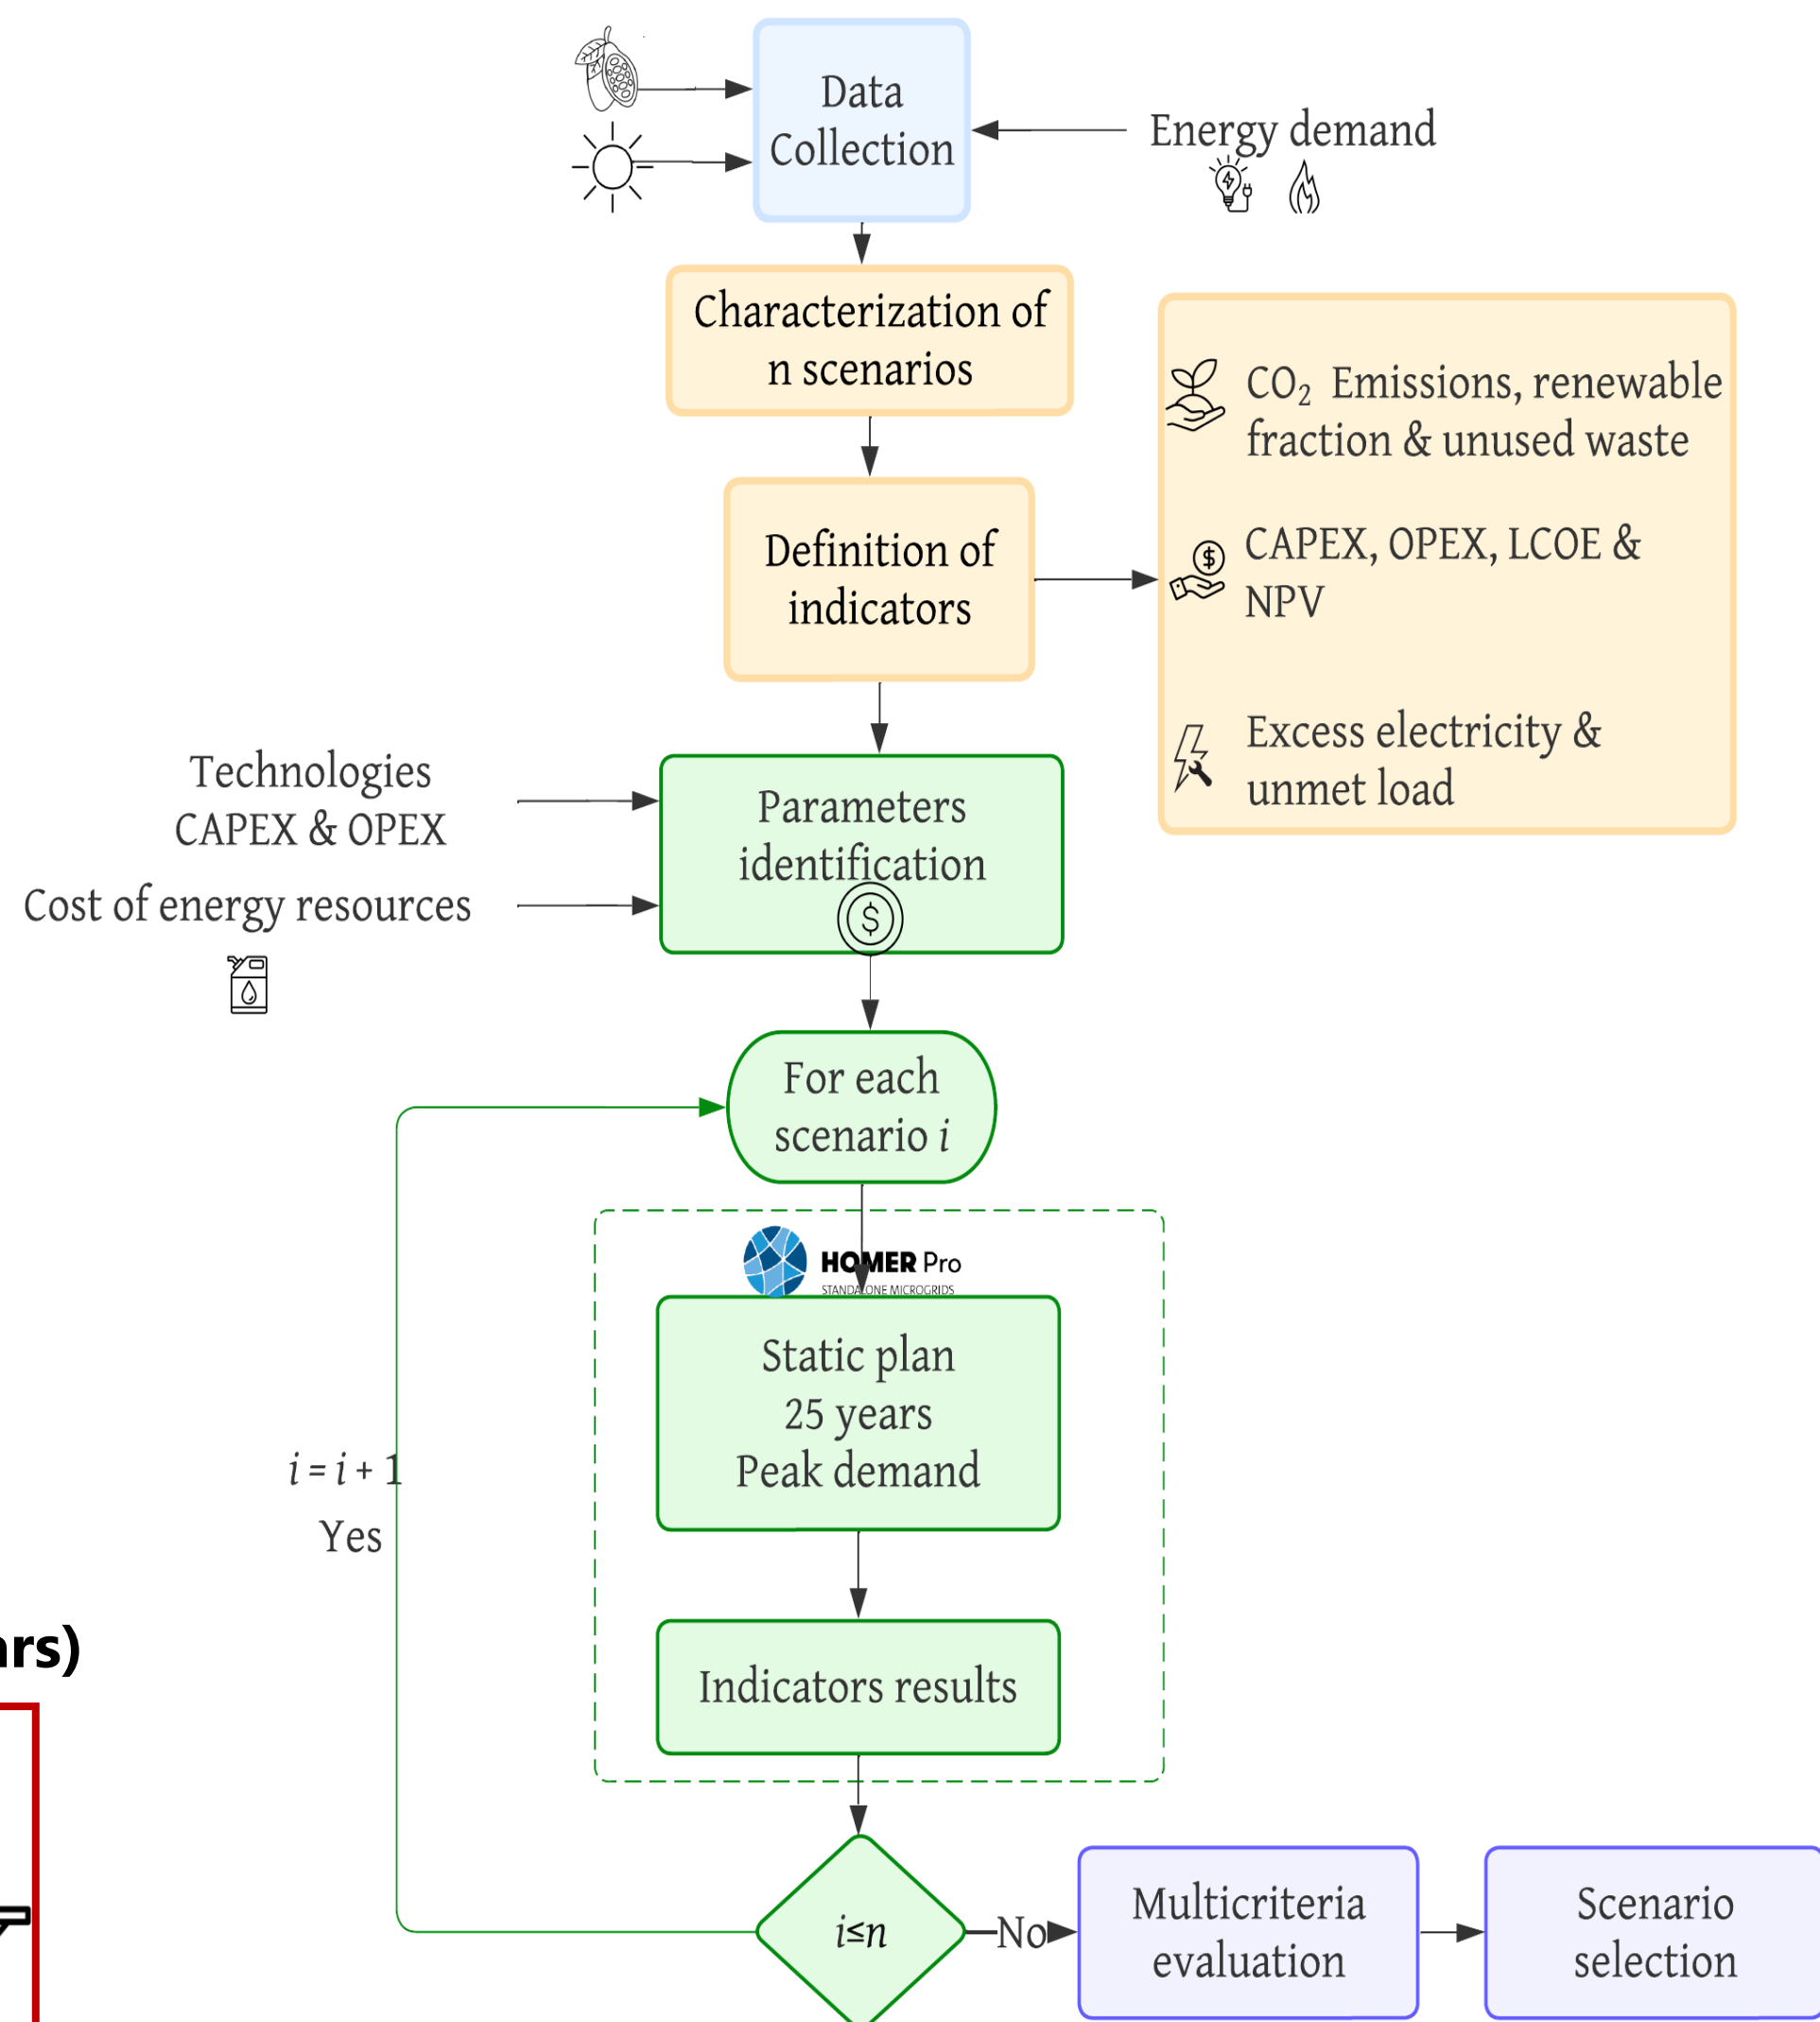 Data
Collection
Energy demand
Characterization of
n scenarios
CO₂ Emissions, renewable
fraction & unused waste
Definition of
indicators
CAPEX, OPEX, LCOE &
NPV
Excess electricity &
unmet load
Technologies
CAPEX & OPEX
Cost of energy resources
Parameters
identification
For each
scenario i
HOMER Pro
STANDALONE MICROGRIDS
Static plan
25 years
Peak demand
i = i + 1
Yes
Indicators results
i≤n
No
Multicriteria
evaluation
Scenario
selection